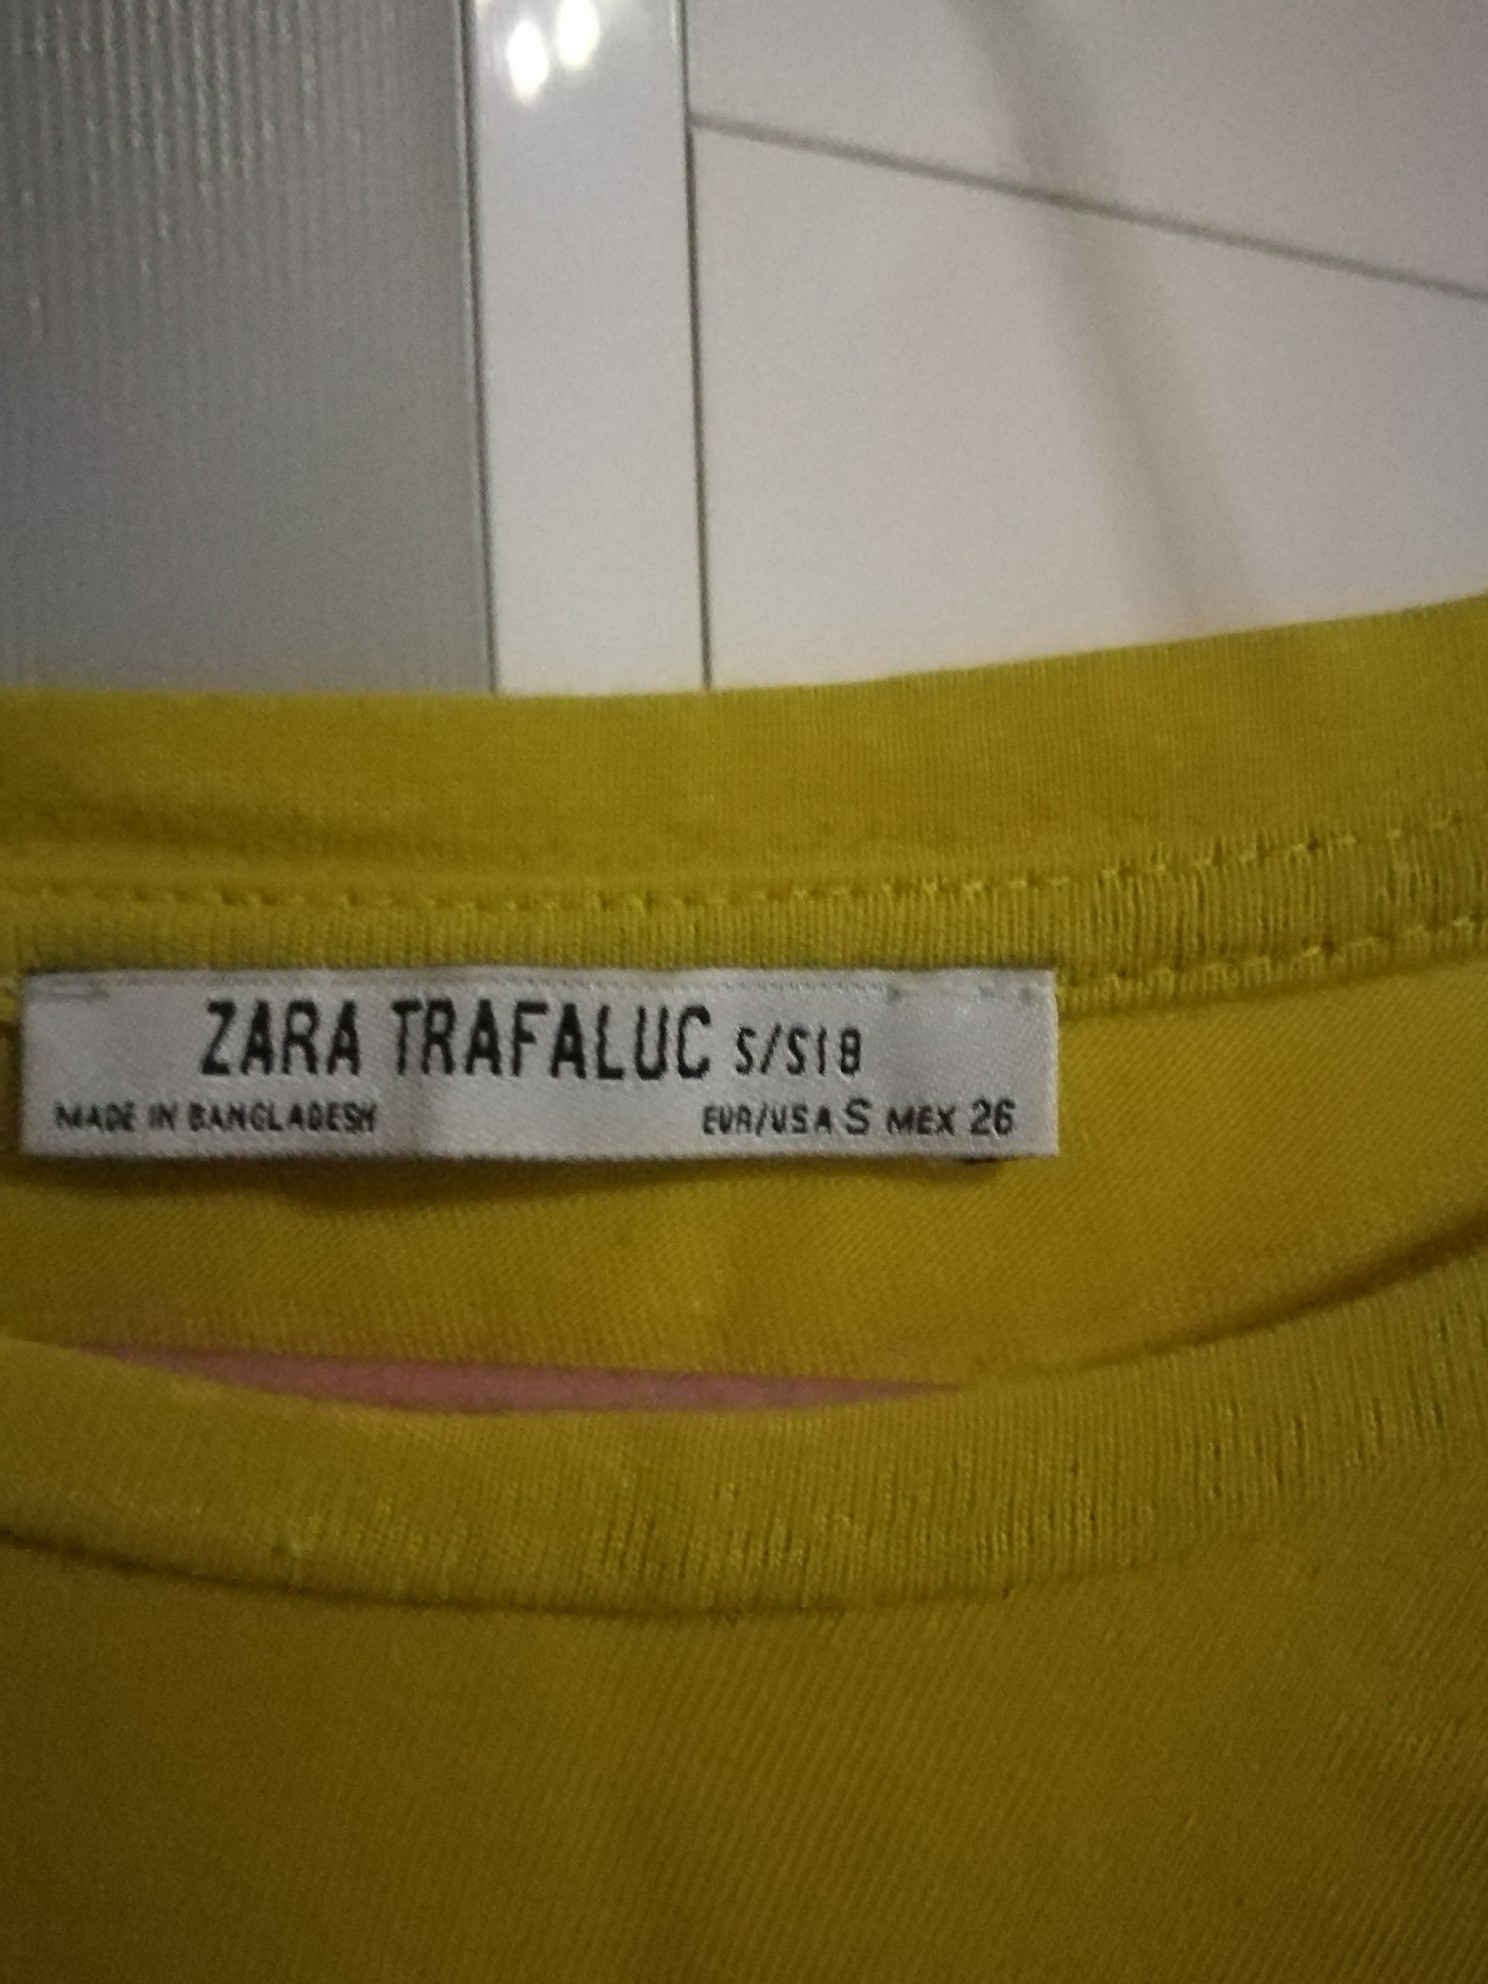 ZARA TRAFALUC S/S18
MADE IN BANGLADESH EUR/USA S MEX 26